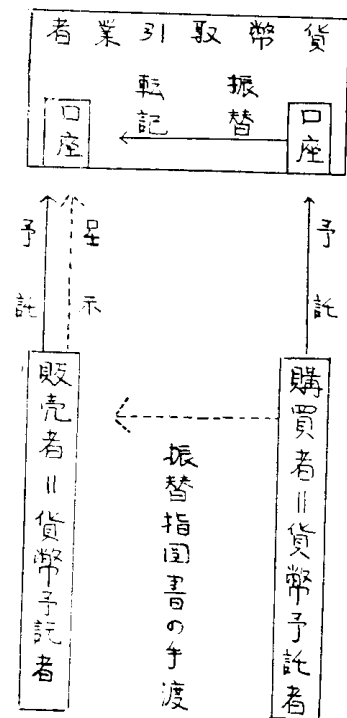 貨幣取引業者
口座
振替
転記
口座
予託
呈示
予託
購買者＝貨幣予託者
振替指図書の手渡
販売者＝貨幣予託者